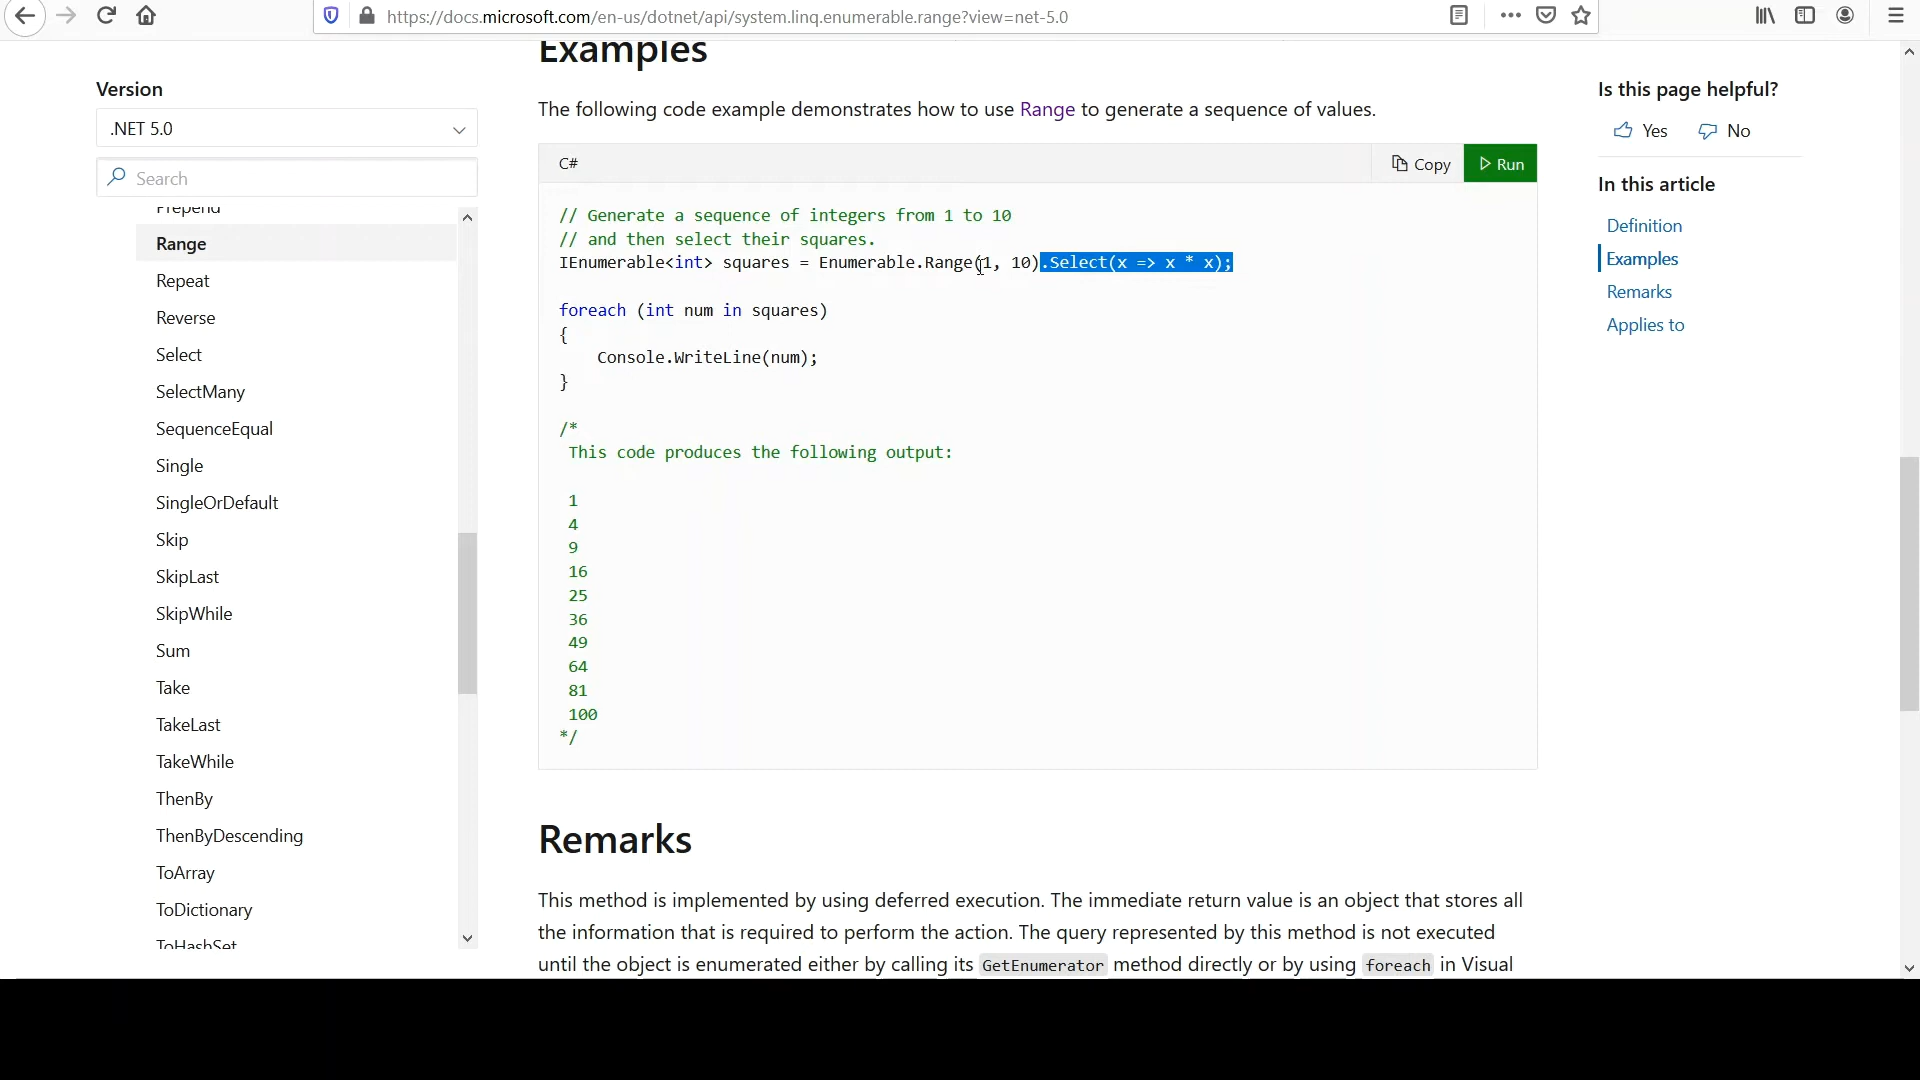 https://docs.microsoft.com/en-us/dotnet/api/system.linq.enumerable.range?view=net-5.0
Version
.NET 5.0
Search
Prepend
Range
Repeat
Reverse
Select
SelectMany
SequenceEqual
Single
SingleOrDefault
Skip
SkipLast
SkipWhile
Sum
Take
TakeLast
TakeWhile
ThenBy
ThenByDescending
ToArray
ToDictionary
ToHashSet
Examples
The following code example demonstrates how to use Range to generate a sequence of values.
C#
Copy
Run
// Generate a sequence of integers from 1 to 10
// and then select their squares.
IEnumerable<int> squares = Enumerable.Range(1, 10).Select(x => x * x);
foreach (int num in squares)
{
    Console.WriteLine(num);
}
/*
 This code produces the following output:
 1
 4
 9
 16
 25
 36
 49
 64
 81
 100
*/
Remarks
This method is implemented by using deferred execution. The immediate return value is an object that stores all
the information that is required to perform the action. The query represented by this method is not executed
until the object is enumerated either by calling its GetEnumerator method directly or by using foreach in Visual
Is this page helpful?
Yes No
In this article
Definition
Examples
Remarks
Applies to